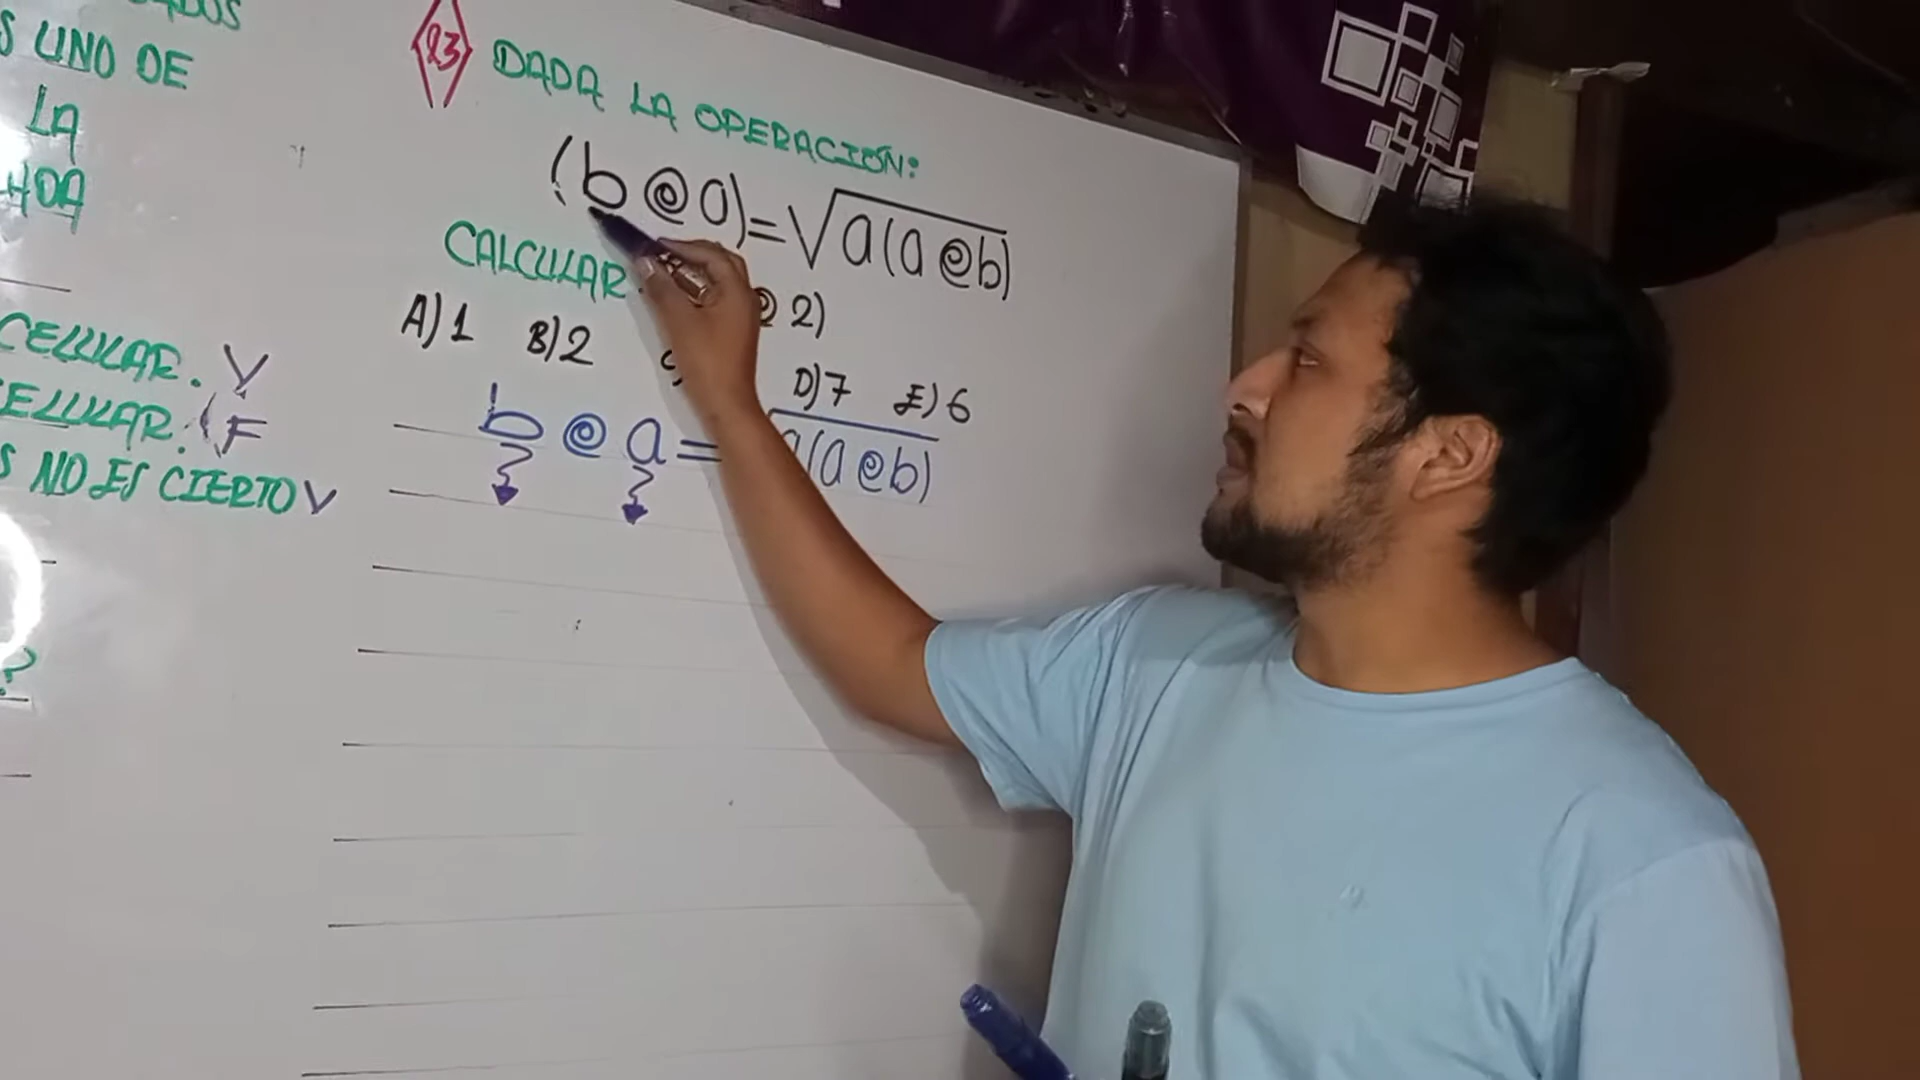 S UNO DE
LA
CELULAR. V
CELULAR. (F
S NO ES CIERTO V
?
23 DADA LA OPERACIÓN:
(b @ a) = √a(a @ b)
CALCULAR:
@ 2)
A) 1 B) 2 C) D) 7 E) 6
b @ a = a(a @ b)